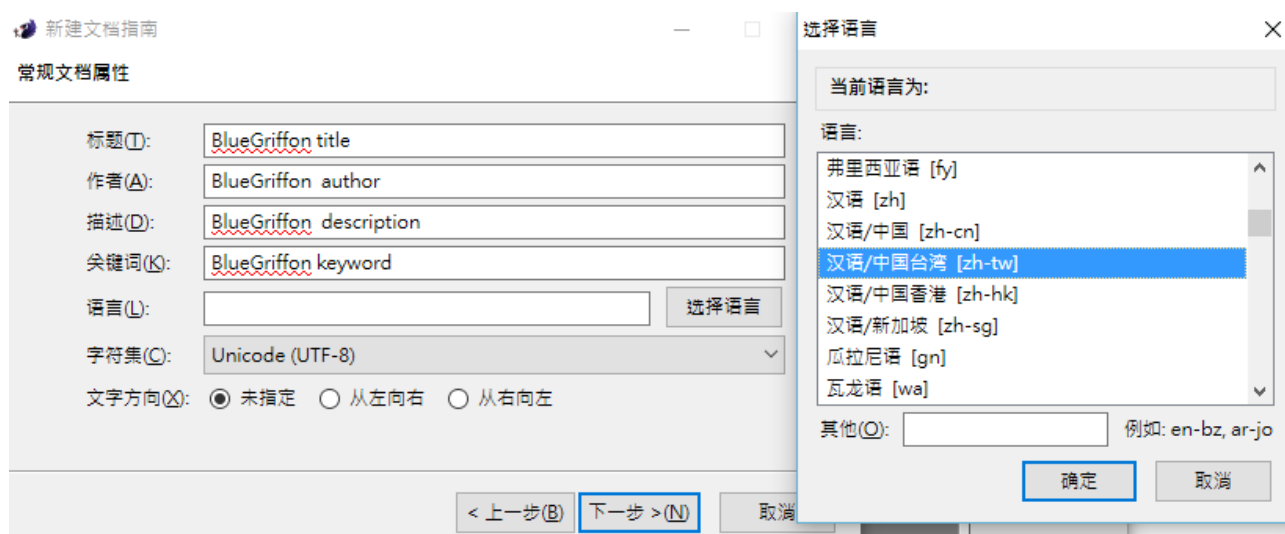 新建文档指南
常规文档属性
标题(T): BlueGriffon title
作者(A): BlueGriffon  author
描述(D): BlueGriffon  description
关键词(K): BlueGriffon keyword
语言(L): 选择语言
字符集(C): Unicode (UTF-8)
文字方向(X): 未指定 从左向右 从右向左
< 上一步(B) 下一步 >(N) 取消
选择语言
当前语言为:
语言:
弗里西亚语 [fy]
汉语 [zh]
汉语/中国 [zh-cn]
汉语/中国台湾 [zh-tw]
汉语/中国香港 [zh-hk]
汉语/新加坡 [zh-sg]
瓜拉尼语 [gn]
瓦龙语 [wa]
其他(O): 例如: en-bz, ar-jo
确定 取消